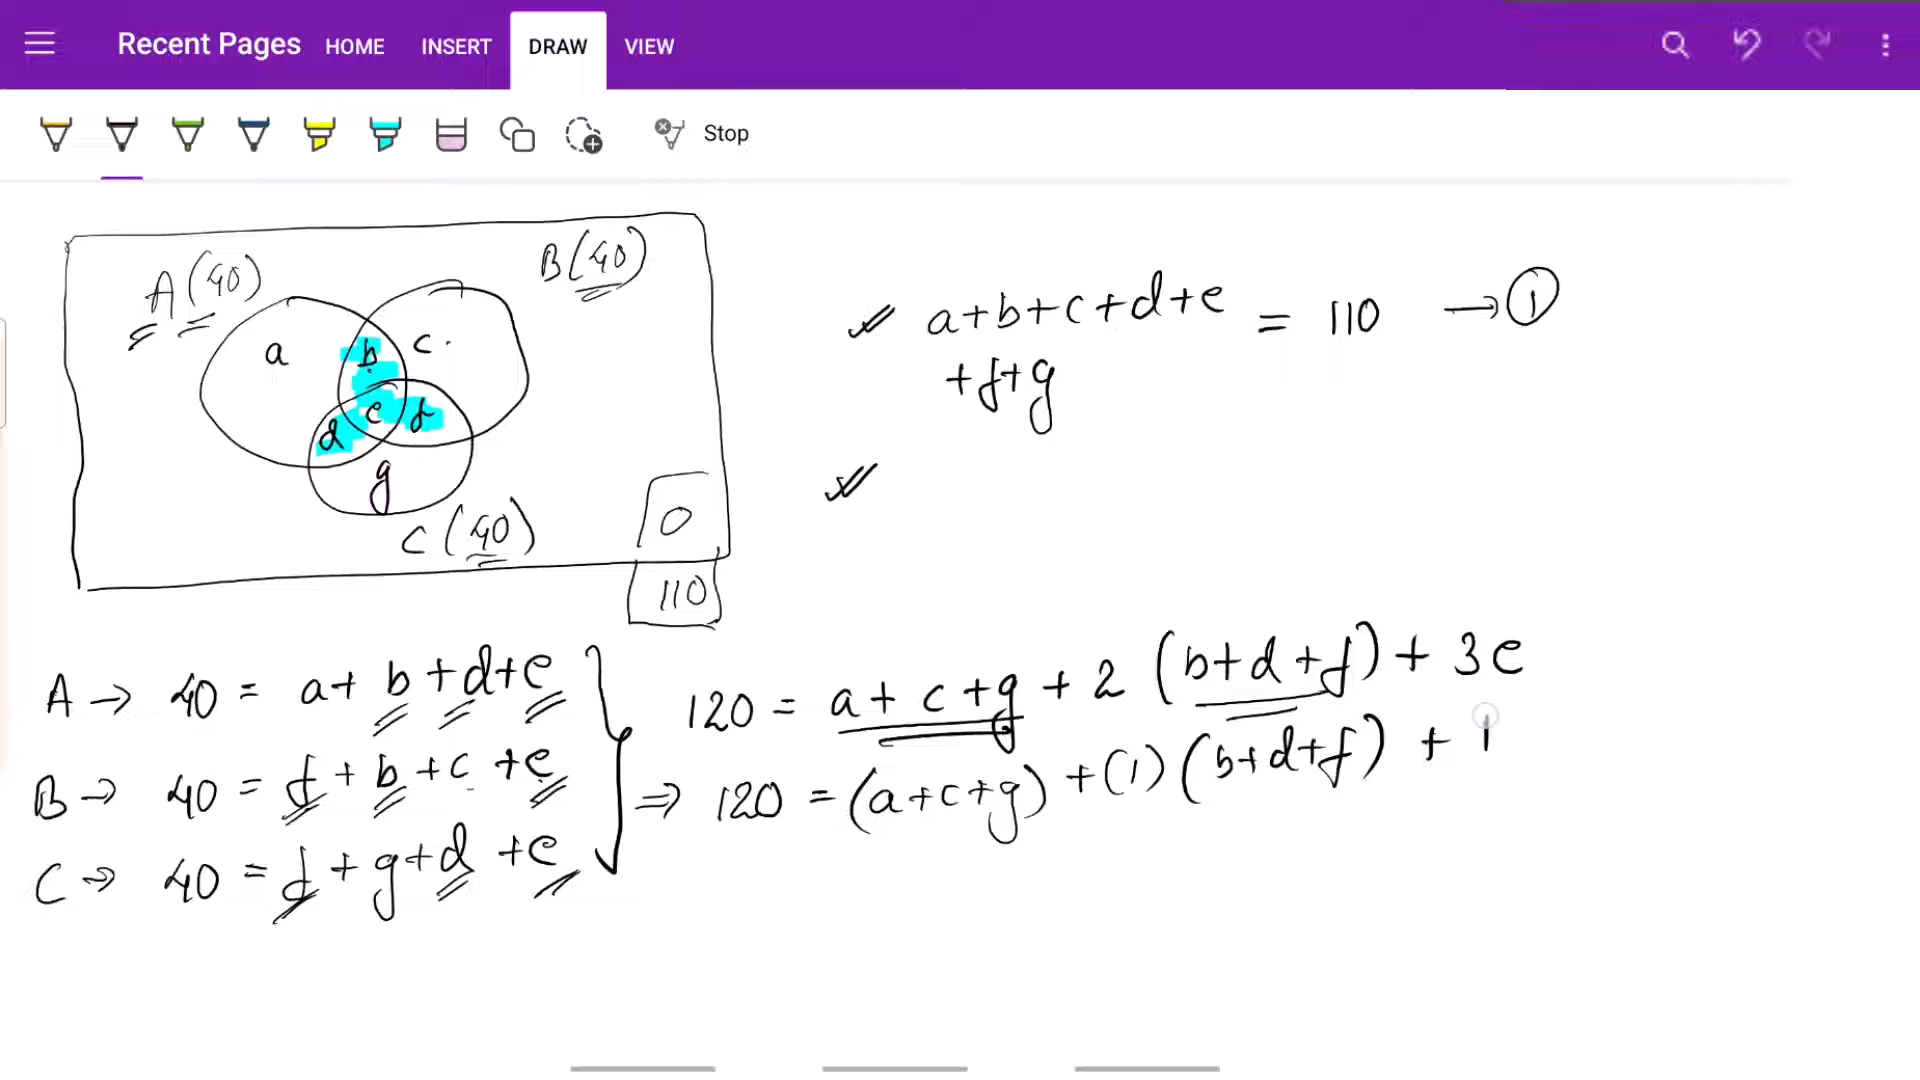 Recent Pages HOME INSERT DRAW VIEW
Stop
A (40)
B (40)
a
b
c
d
e
f
g
C (40)
0
110
a+b+c+d+e = 110 → ①
+f+g
A → 40 = a+ b +d+e
B → 40 = f + b +c +e
C → 40 = f + g+d +e
120 = a + c +g + 2 (b+d+f) + 3e
⇒ 120 = (a+c+g) +(1) (b+d+f) + 1